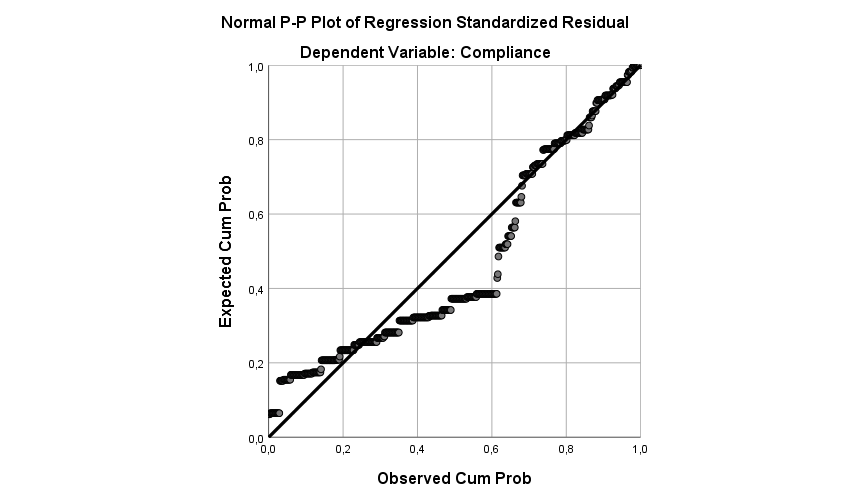 Normal P-P Plot of Regression Standardized Residual
Dependent Variable: Compliance
1,0
0,8
0,6
0,4
0,2
0,0
Expected Cum Prob
0,0 0,2 0,4 0,6 0,8 1,0
Observed Cum Prob